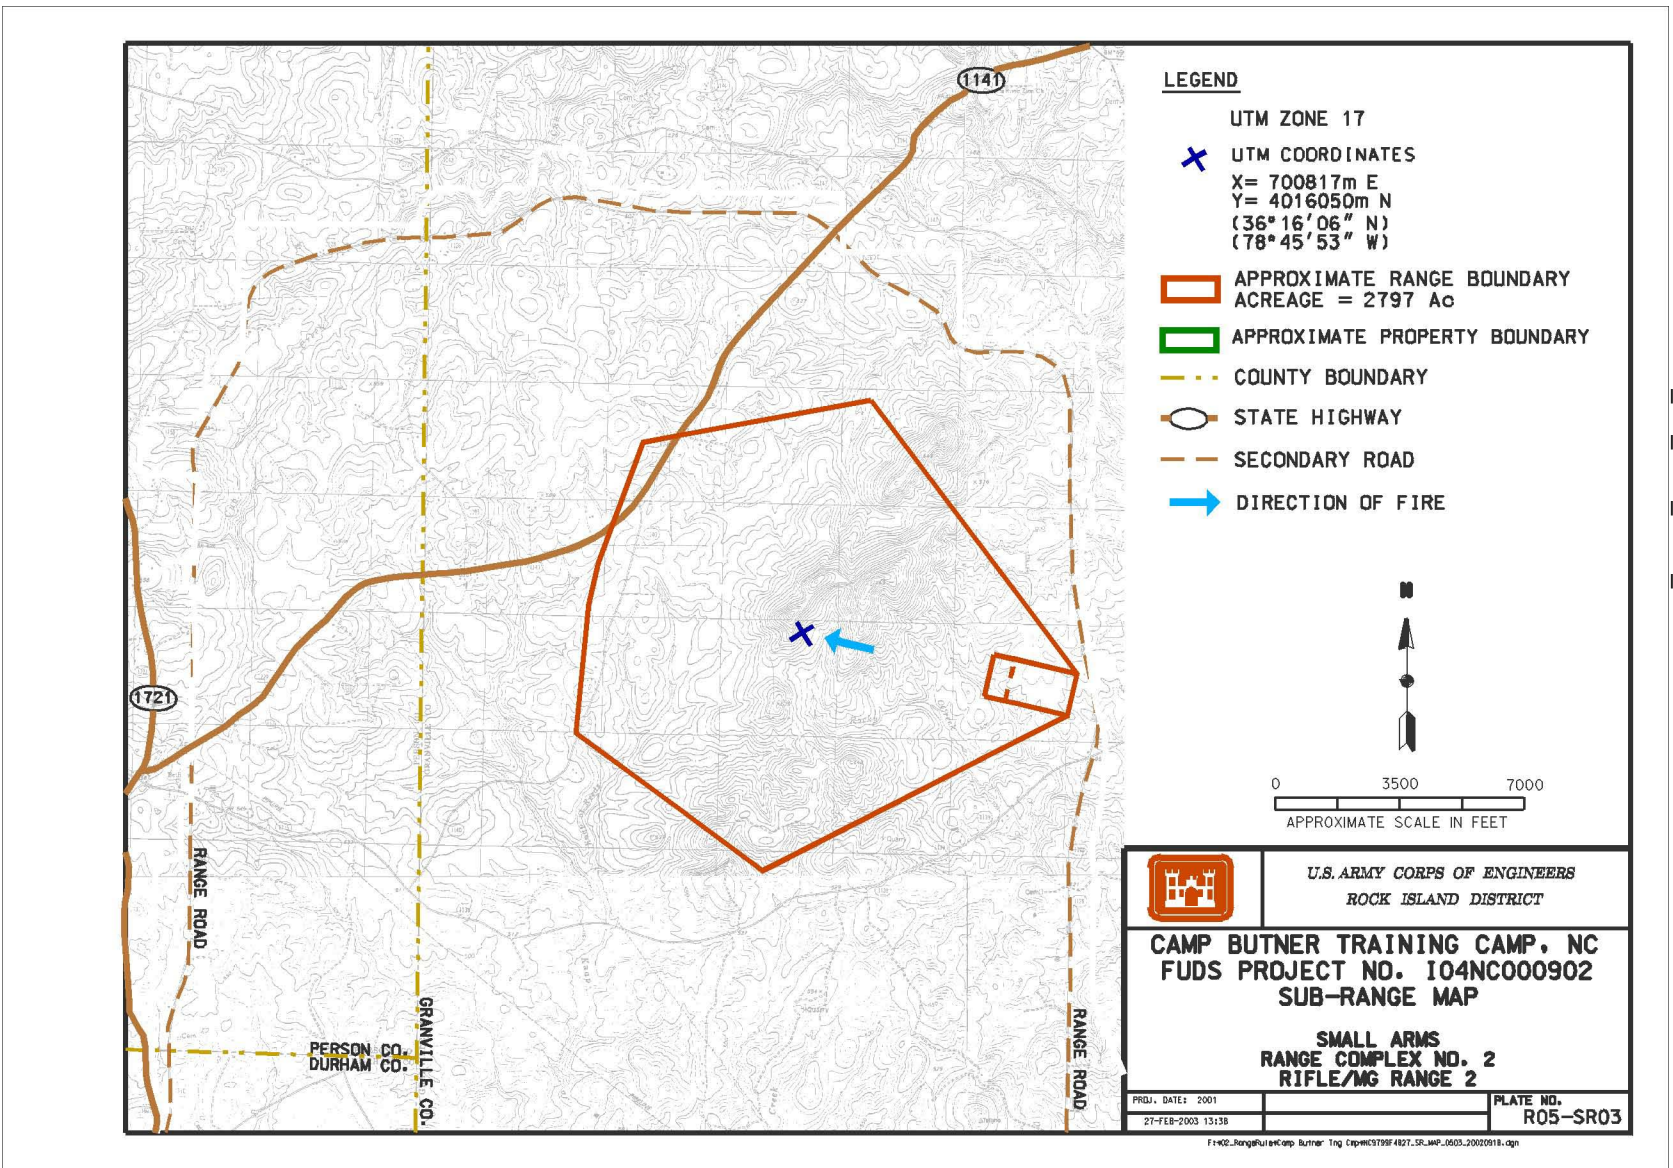 LEGEND
UTM ZONE 17
UTM COORDINATES
X= 700817m E
Y= 4016050m N
(36°16'06" N)
(78°45'53" W)
APPROXIMATE RANGE BOUNDARY
ACREAGE = 2797 Ac
APPROXIMATE PROPERTY BOUNDARY
COUNTY BOUNDARY
STATE HIGHWAY
SECONDARY ROAD
DIRECTION OF FIRE
N
0 3500 7000
APPROXIMATE SCALE IN FEET
1141
1721
RANGE ROAD
PERSON CO.
DURHAM CO.
GRANVILLE CO.
RANGE ROAD
U.S. ARMY CORPS OF ENGINEERS
ROCK ISLAND DISTRICT
CAMP BUTNER TRAINING CAMP, NC
FUDS PROJECT NO. I04NC000902
SUB-RANGE MAP
SMALL ARMS
RANGE COMPLEX NO. 2
RIFLE/MG RANGE 2
PROJ. DATE: 2001
27-FEB-2003 13:38
PLATE NO.
R05-SR03